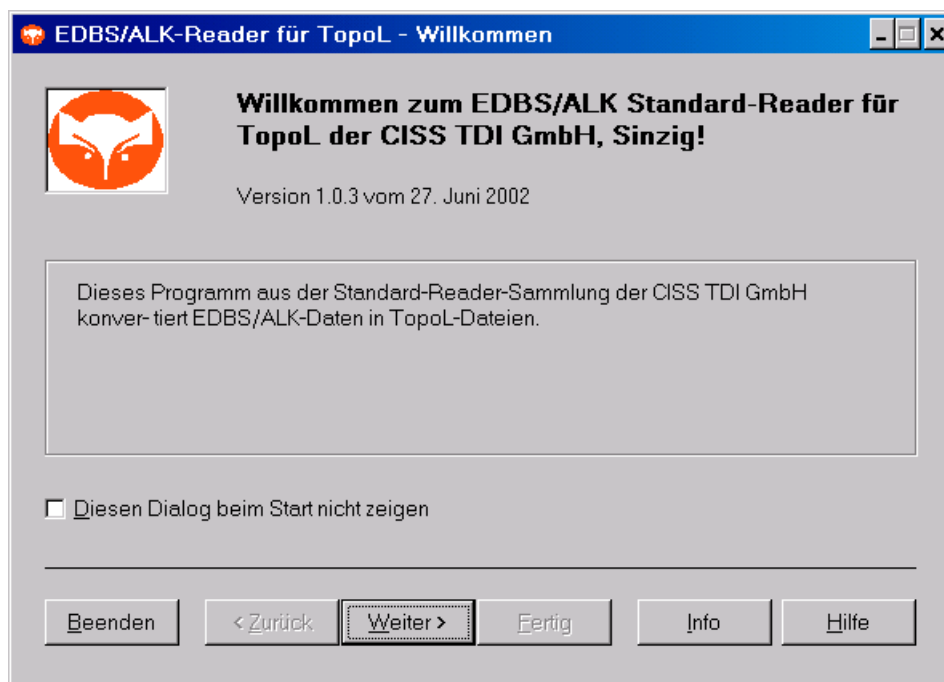 EDBS/ALK-Reader für TopoL - Willkommen
Willkommen zum EDBS/ALK Standard-Reader für
TopoL der CISS TDI GmbH, Sinzig!
Version 1.0.3 vom 27. Juni 2002
Dieses Programm aus der Standard-Reader-Sammlung der CISS TDI GmbH
konver- tiert EDBS/ALK-Daten in TopoL-Dateien.
Diesen Dialog beim Start nicht zeigen
Beenden < Zurück Weiter > Fertig Info Hilfe